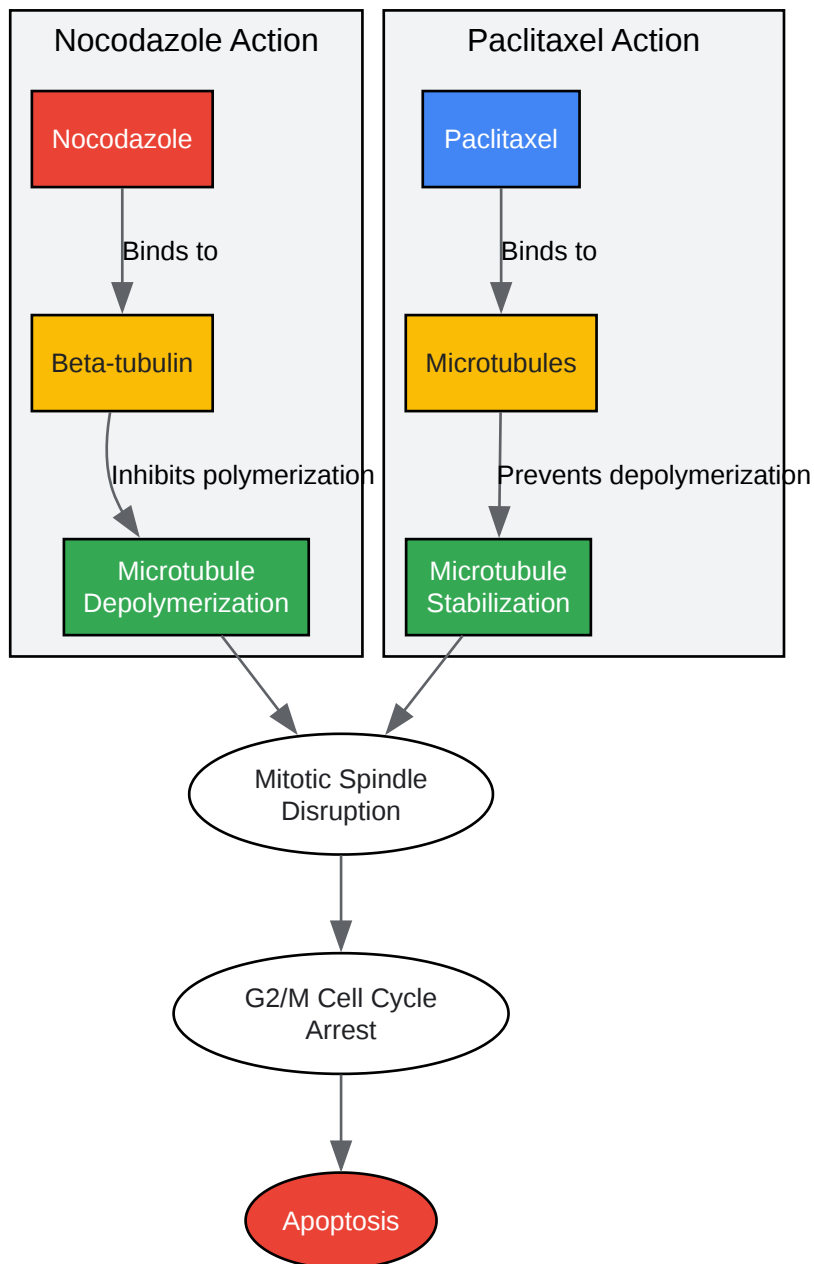 Nocodazole Action
Nocodazole
Binds to
Beta-tubulin
Inhibits polymerization
Microtubule
Depolymerization
Paclitaxel Action
Paclitaxel
Binds to
Microtubules
Prevents depolymerization
Microtubule
Stabilization
Mitotic Spindle
Disruption
G2/M Cell Cycle
Arrest
Apoptosis